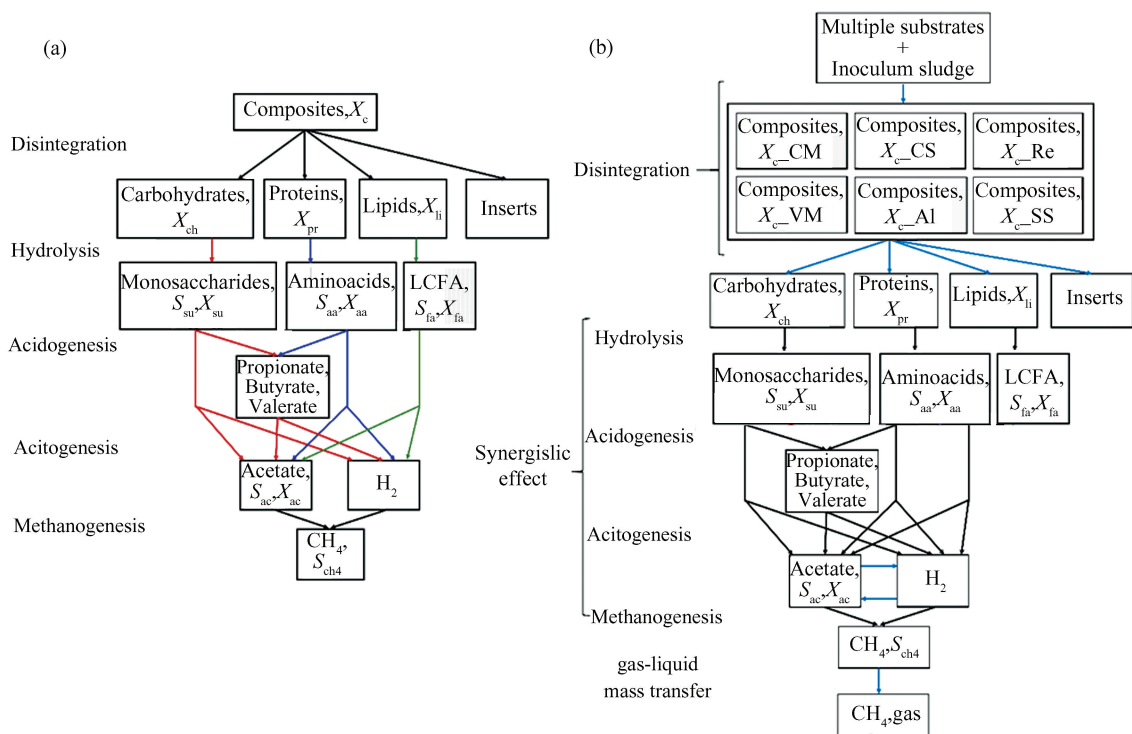 (a)
Composites,Xc
Disintegration
Carbohydrates,
Xch
Proteins,
Xpr
Lipids,Xli
Inserts
Hydrolysis
Monosaccharides,
Ssu,Xsu
Aminoacids,
Saa,Xaa
LCFA,
Sfa,Xfa
Acidogenesis
Propionate,
Butyrate,
Valerate
Acitogenesis
Acetate,
Sac,Xac
H2
Methanogenesis
CH4,
Sch4
(b)
Multiple substrates
+
Inoculum sludge
Disintegration
Composites,
Xc_CM
Composites,
Xc_CS
Composites,
Xc_Re
Composites,
Xc_VM
Composites,
Xc_Al
Composites,
Xc_SS
Carbohydrates,
Xch
Proteins,
Xpr
Lipids,Xli
Inserts
Hydrolysis
Monosaccharides,
Ssu,Xsu
Aminoacids,
Saa,Xaa
LCFA,
Sfa,Xfa
Acidogenesis
Synergislic
effect
Propionate,
Butyrate,
Valerate
Acitogenesis
Acetate,
Sac,Xac
H2
Methanogenesis
CH4,Sch4
gas-liquid
mass transfer
CH4,gas